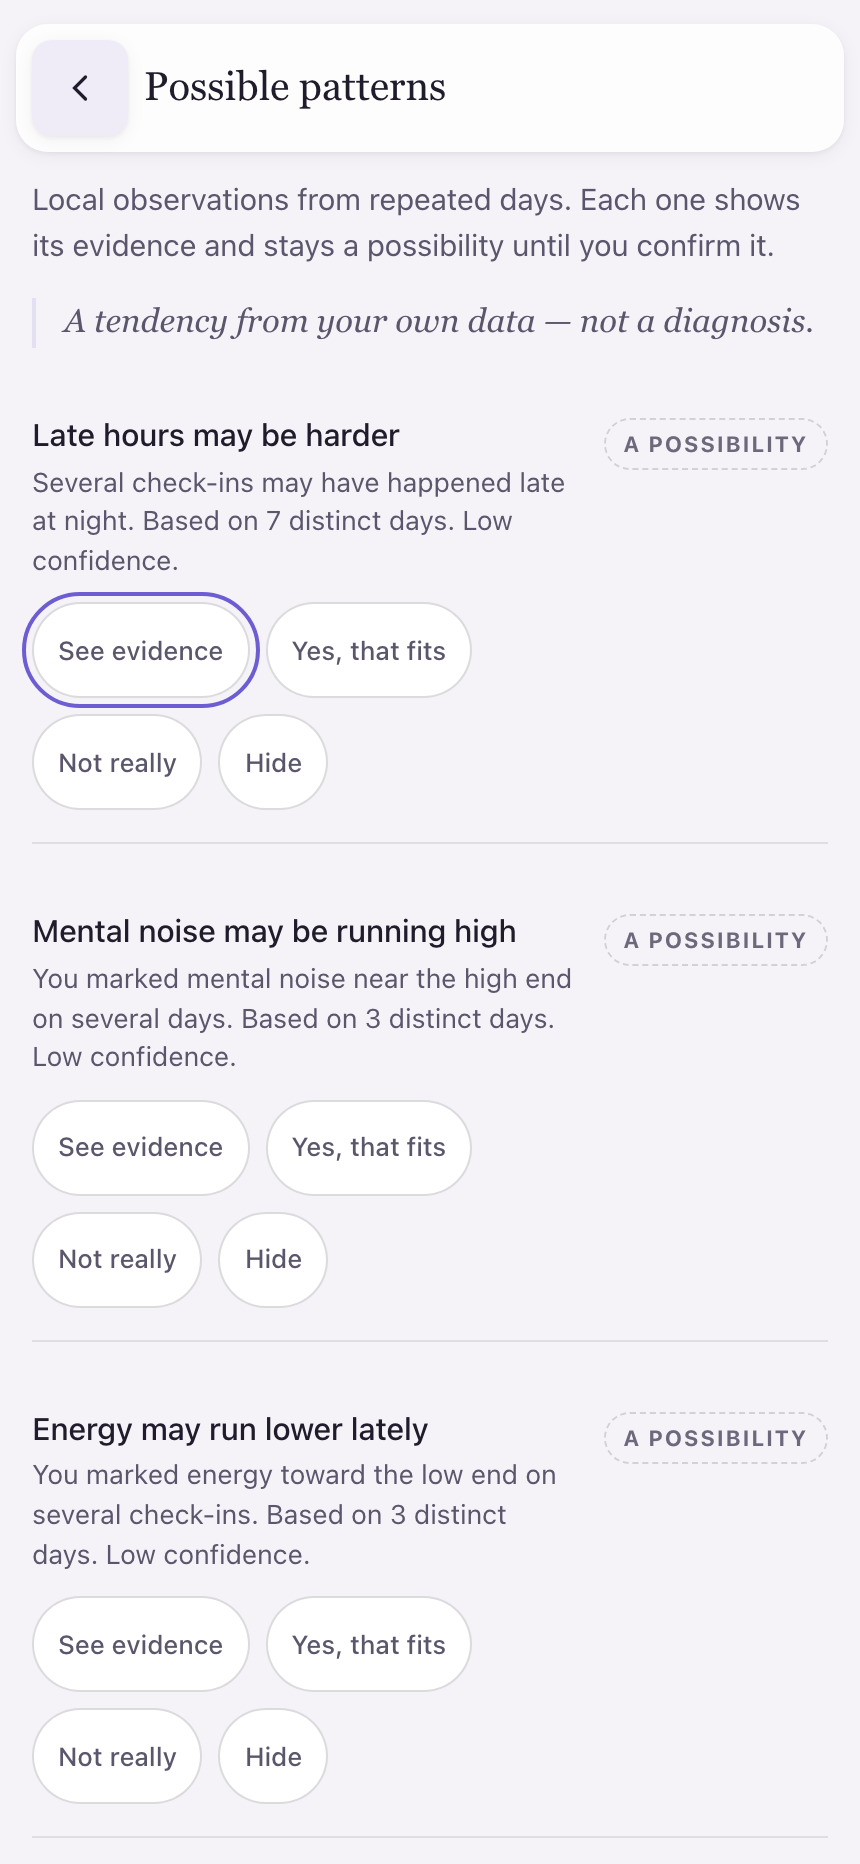 Possible patterns
Local observations from repeated days. Each one shows
its evidence and stays a possibility until you confirm it.
A tendency from your own data — not a diagnosis.
Late hours may be harder
A POSSIBILITY
Several check-ins may have happened late
at night. Based on 7 distinct days. Low
confidence.
See evidence
Yes, that fits
Not really
Hide
Mental noise may be running high
A POSSIBILITY
You marked mental noise near the high end
on several days. Based on 3 distinct days.
Low confidence.
See evidence
Yes, that fits
Not really
Hide
Energy may run lower lately
A POSSIBILITY
You marked energy toward the low end on
several check-ins. Based on 3 distinct
days. Low confidence.
See evidence
Yes, that fits
Not really
Hide